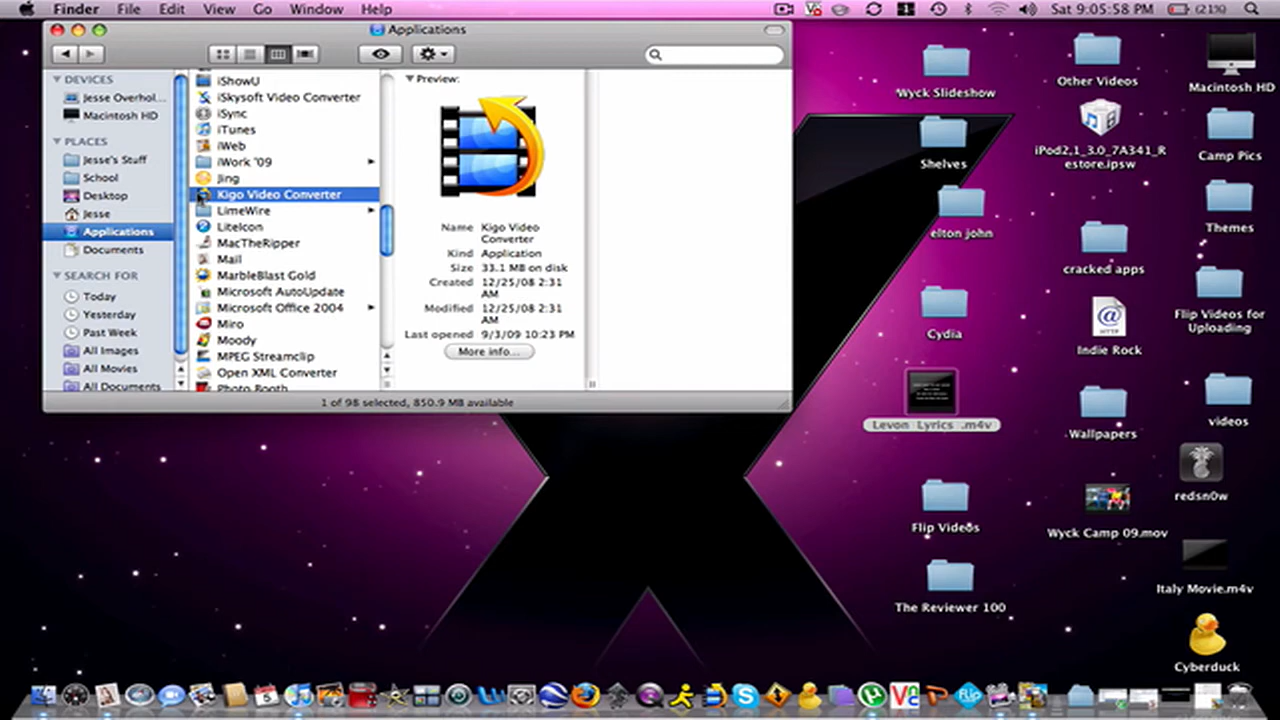 Finder File Edit View Go Window Help
Sat 9:05:58 PM (21%)
Applications
DEVICES
Jesse Overhol...
Macintosh HD
PLACES
Jesse's Stuff
School
Desktop
Jesse
Applications
Documents
SEARCH FOR
Today
Yesterday
Past Week
All Images
All Movies
All Documents
iShowU
iSkysoft Video Converter
iSync
iTunes
iWeb
iWork '09
Jing
Kigo Video Converter
LimeWire
LiteIcon
MacTheRipper
Mail
MarbleBlast Gold
Microsoft AutoUpdate
Microsoft Office 2004
Miro
Moody
MPEG Streamclip
Open XML Converter
Photo Booth
Preview:
Name Kigo Video
Converter
Kind Application
Size 33.1 MB on disk
Created 12/25/08 2:31
AM
Modified 12/25/08 2:31
AM
Last opened 9/3/09 10:23 PM
More info...
1 of 98 selected, 850.9 MB available
Wyck Slideshow
Shelves
elton john
Cydia
Levon Lyrics .m4v
Flip Videos
The Reviewer 100
Other Videos
iPod2,1_3.0_7A341_R
estore.ipsw
cracked apps
HTTP
Indie Rock
Wallpapers
Wyck Camp 09.mov
Macintosh HD
Camp Pics
Themes
Flip Videos for
Uploading
videos
redsn0w
Italy Movie.m4v
Cyberduck
flip